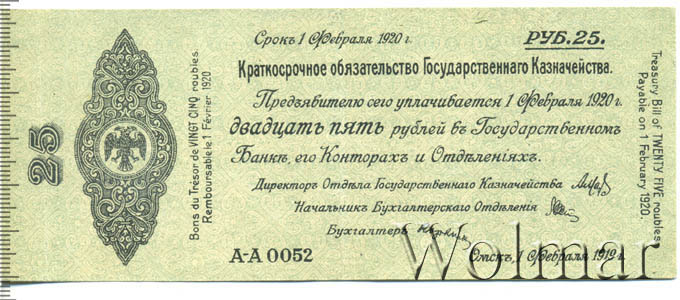 Срокъ 1 Февраля 1920 г.
РУБ.25.
Краткосрочное обязательство Государственнаго Казначейства.
Предъявителю сего уплачивается 1 Февраля 1920 г.
двадцать пять рублей въ Государственномъ
Банкѣ, его Конторахъ и Отдѣленіяхъ.
Директоръ Отдѣла Государственнаго Казначейства
Начальникъ Бухгалтерскаго Отдѣленія
Бухгалтеръ
А-А 0052
Омскъ, 1 Февраля 1919 г.
25
Bons du Trésor de VINGT CINQ roubles
Remboursable le 1 Février 1920
Treasury Bill of TWENTY FIVE roubles
Payable on 1 February 1920.
Wolmar